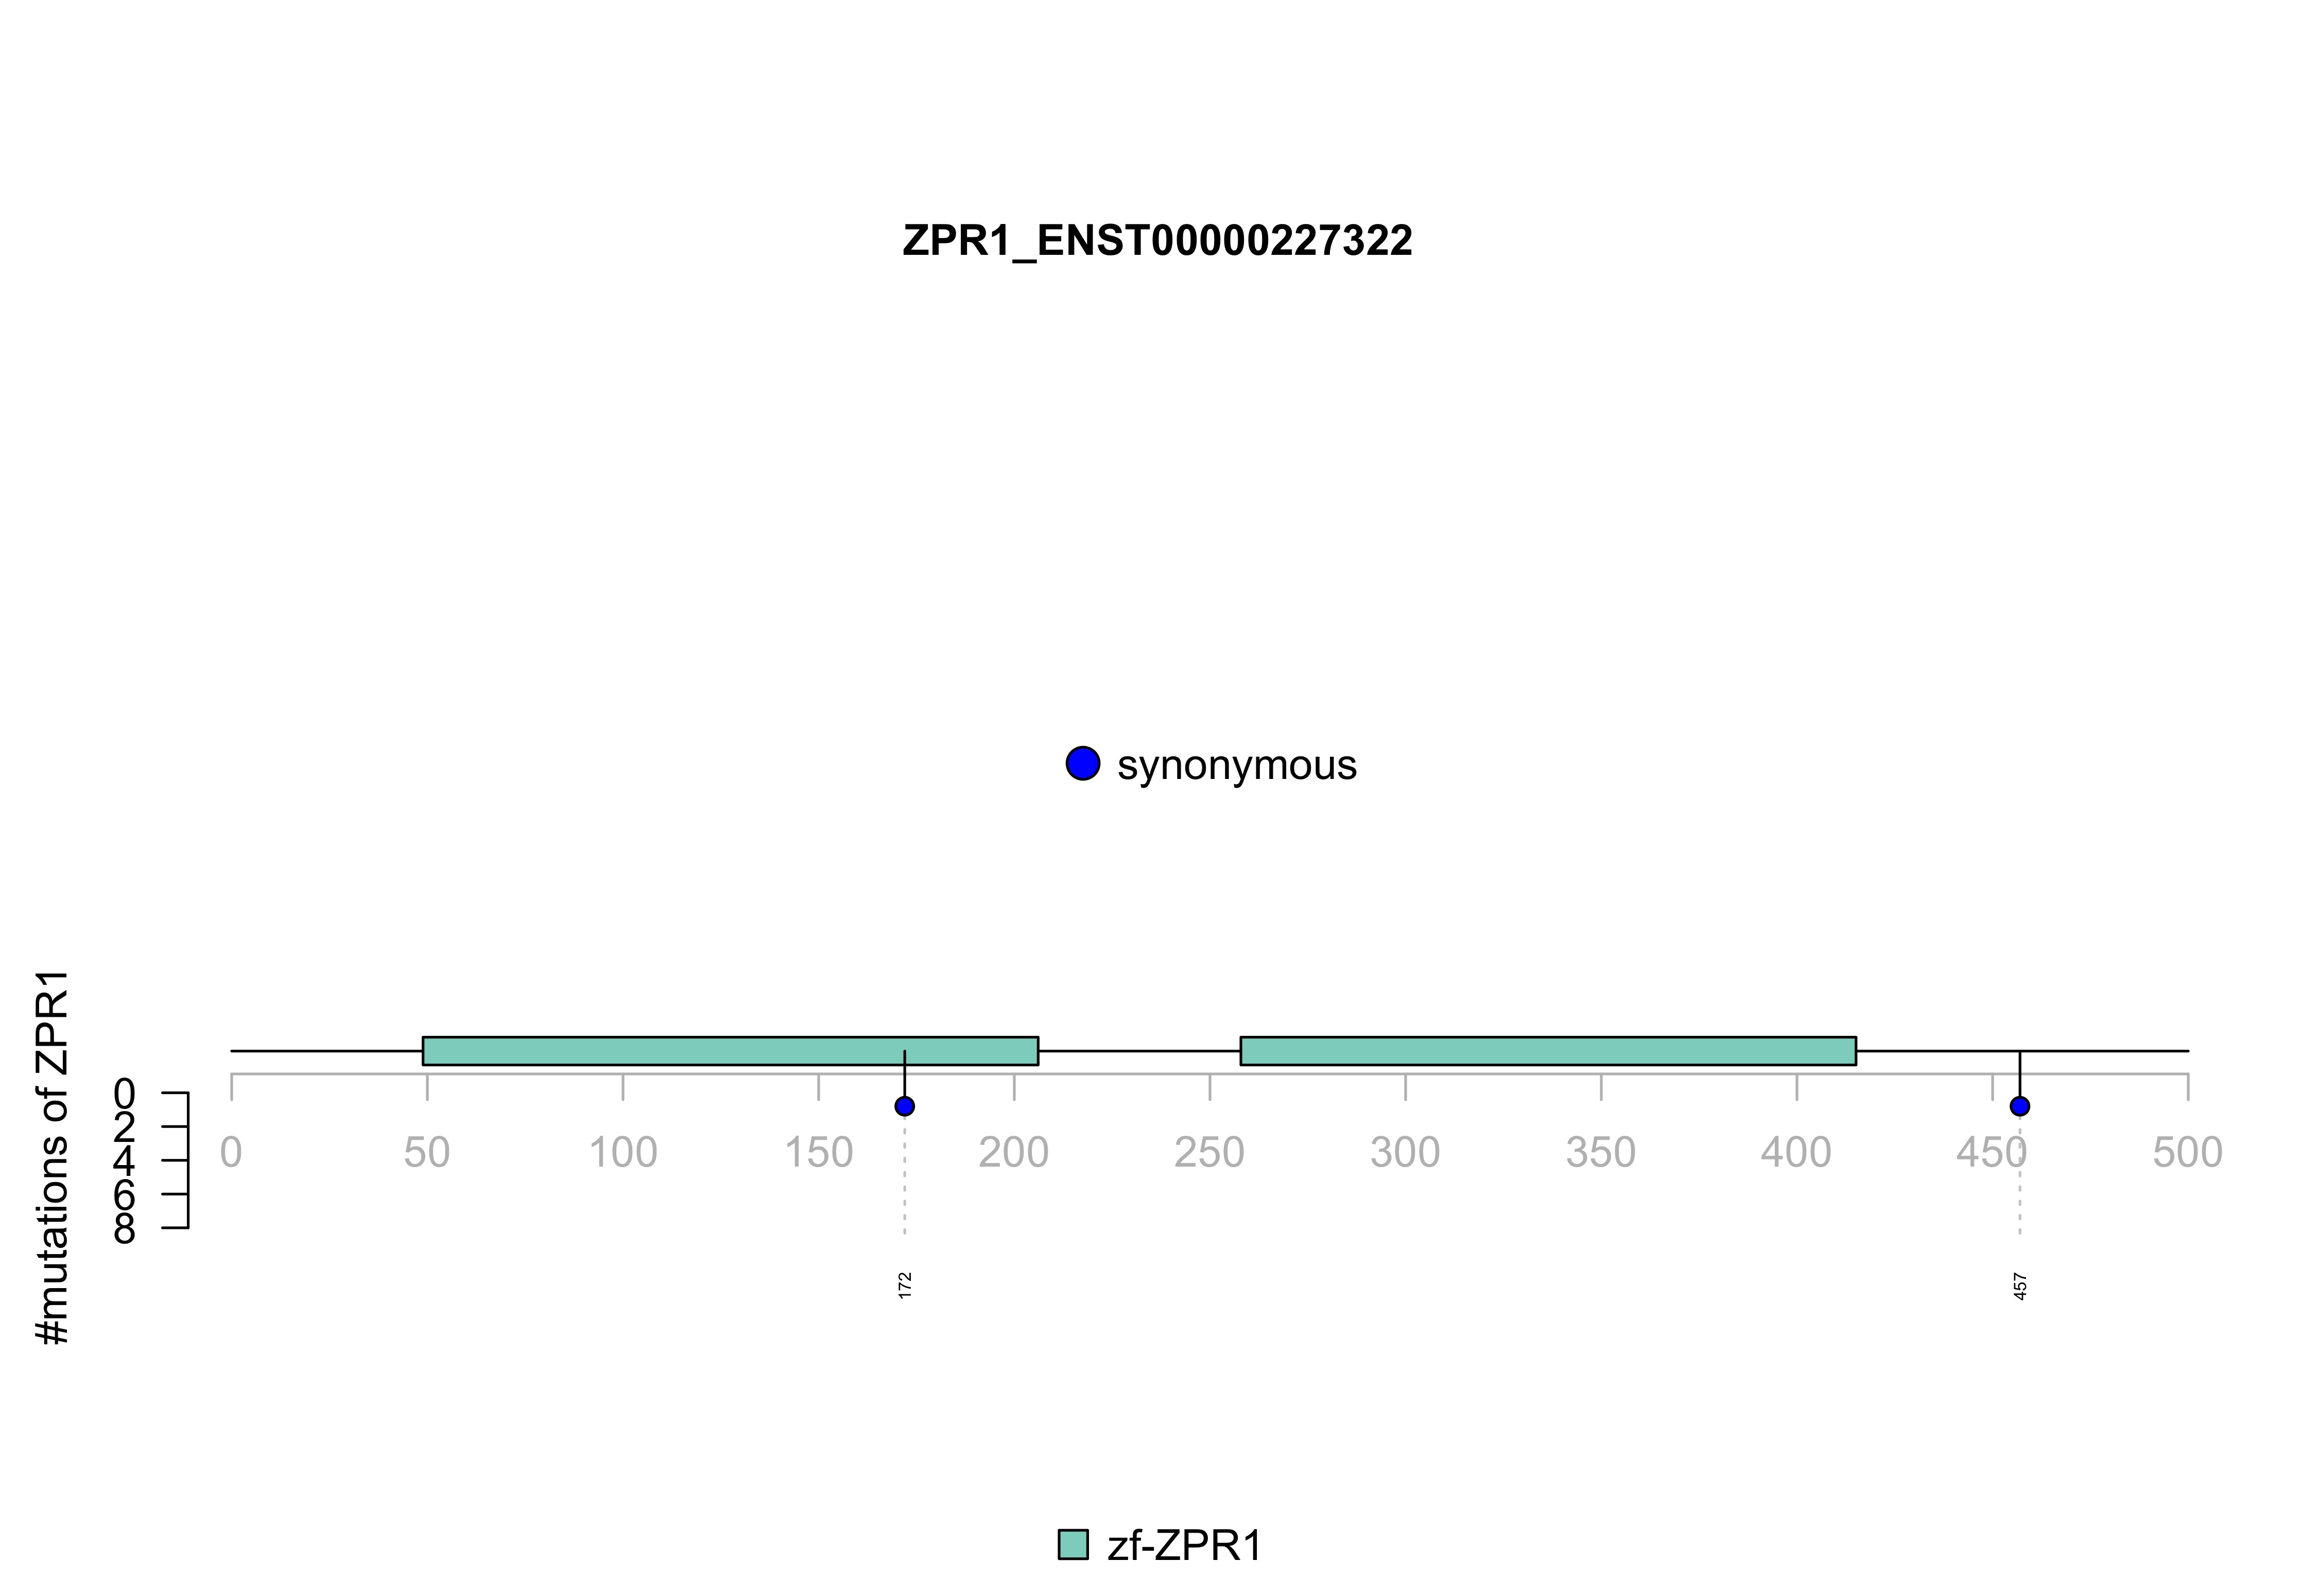 ZPR1_ENST00000227322
synonymous
#mutations of ZPR1
0
2
4
6
8
0 50 100 150 200 250 300 350 400 450 500
172 457
zf-ZPR1